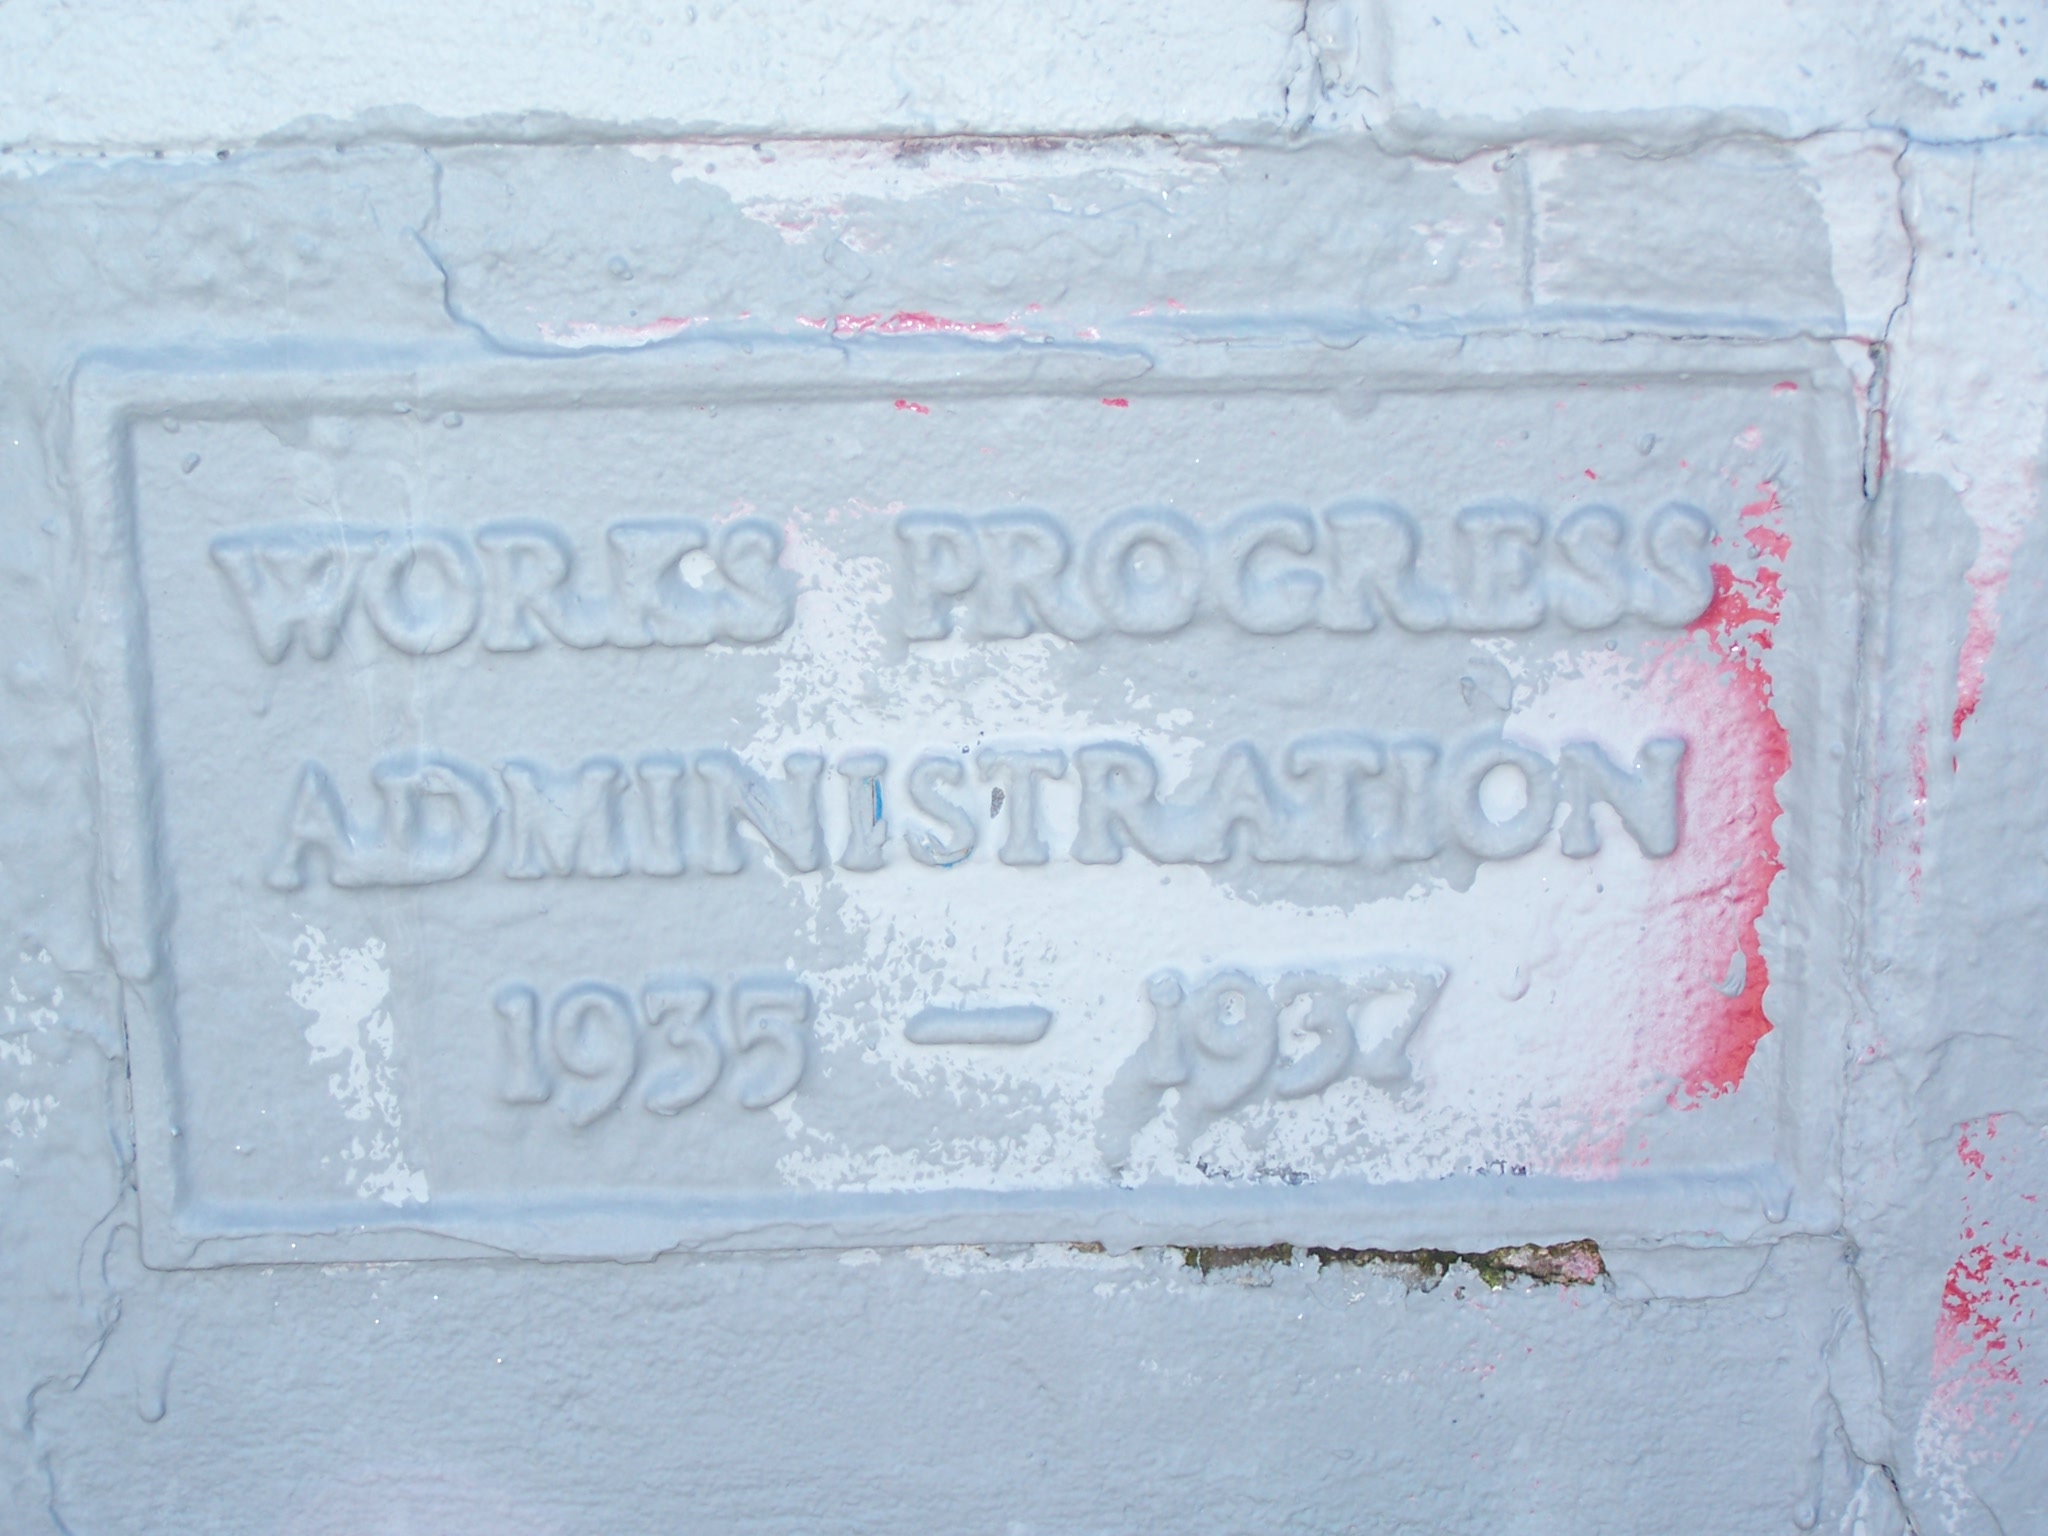 WORKS PROGRESS
ADMINISTRATION
1935 — 1937